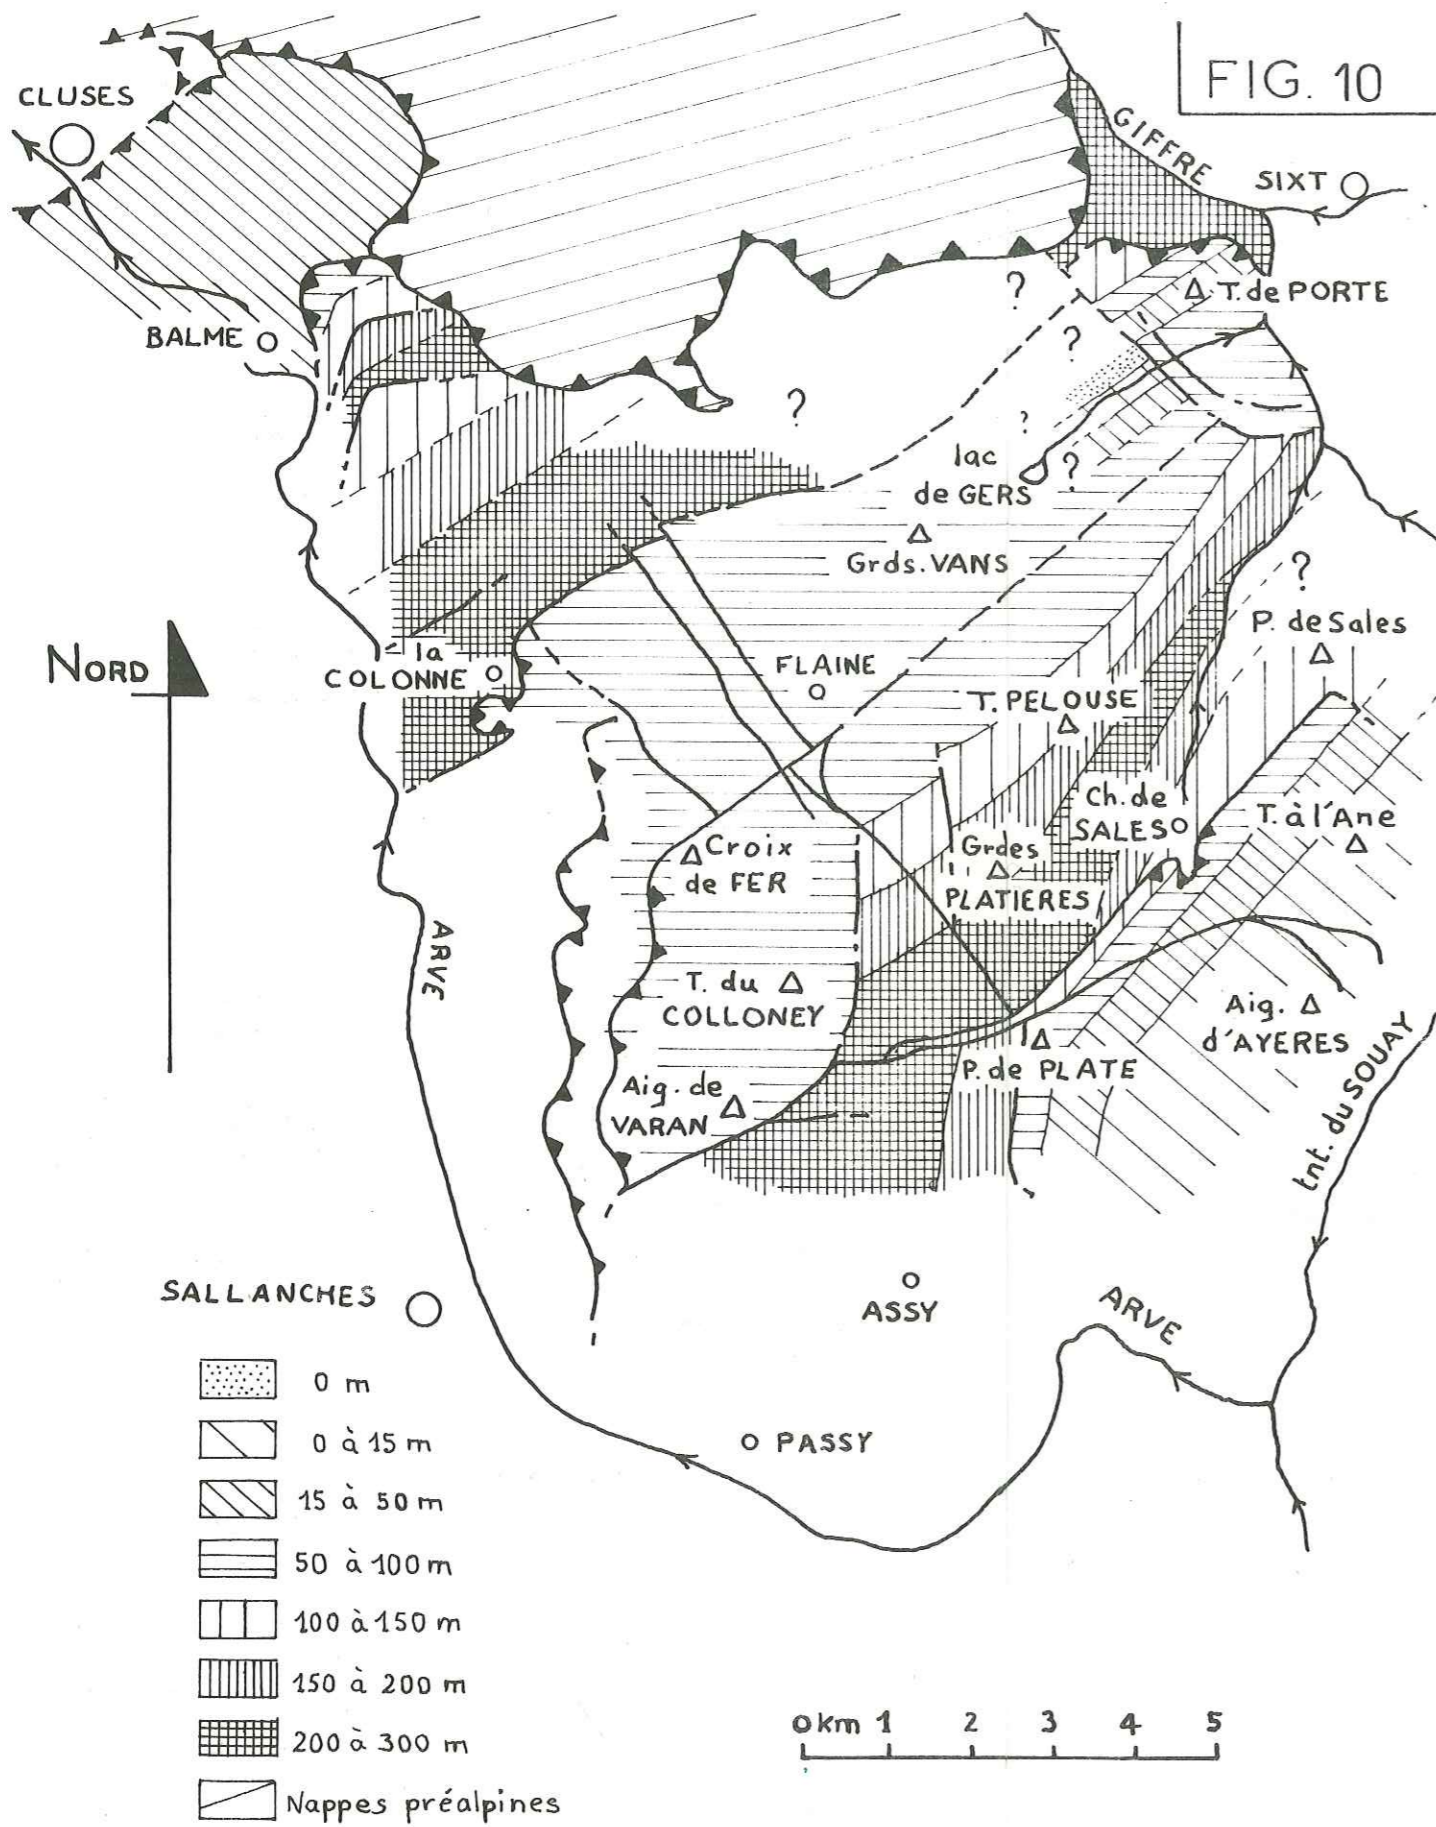 FIG. 10
CLUSES
GIFFRE
SIXT
T. de PORTE
BALME
?
?
?
?
?
lac
de GERS
Grds. VANS
?
P. de Sales
NORD
la
COLONNE
FLAINE
T. PELOUSE
Ch. de
SALES
T. à l'Ane
Croix
de FER
Grdes
PLATIERES
ARVE
T. du
COLLONEY
Aig.
d'AYERES
P. de PLATE
Aig. de
VARAN
tnt. du SOUAY
SALLANCHES
ASSY
ARVE
PASSY
0 m
0 à 15 m
15 à 50 m
50 à 100 m
100 à 150 m
150 à 200 m
200 à 300 m
Nappes préalpines
0 km 1 2 3 4 5